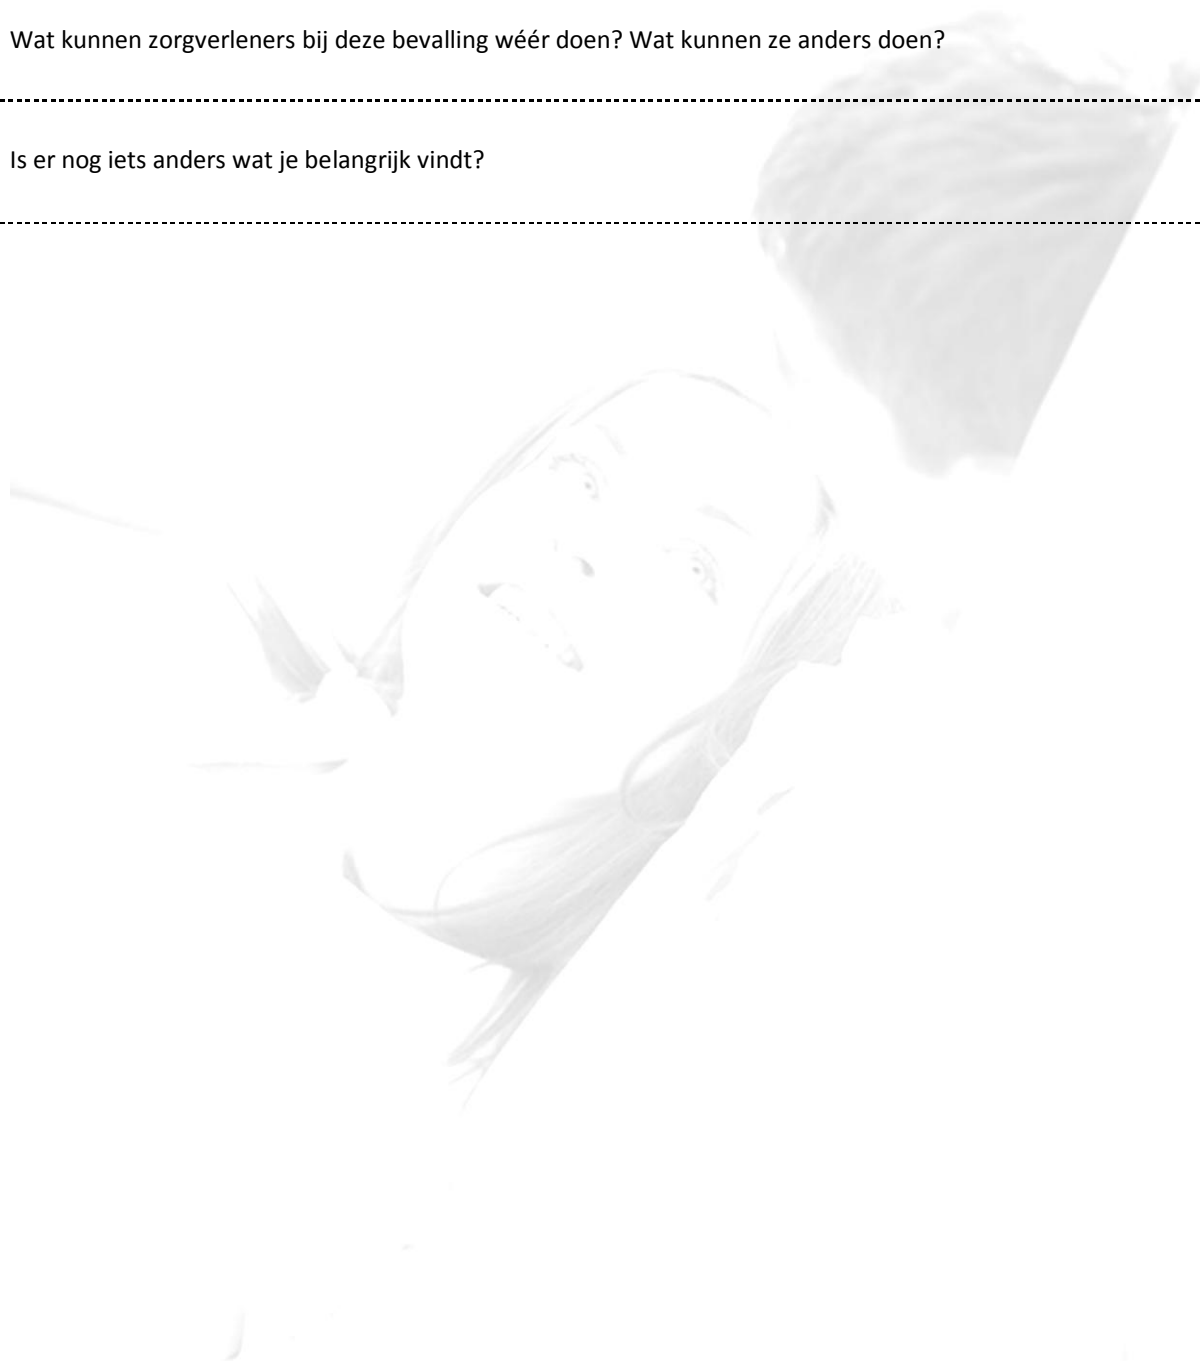 Wat kunnen zorgverleners bij deze bevalling wéér doen? Wat kunnen ze anders doen?
Is er nog iets anders wat je belangrijk vindt?